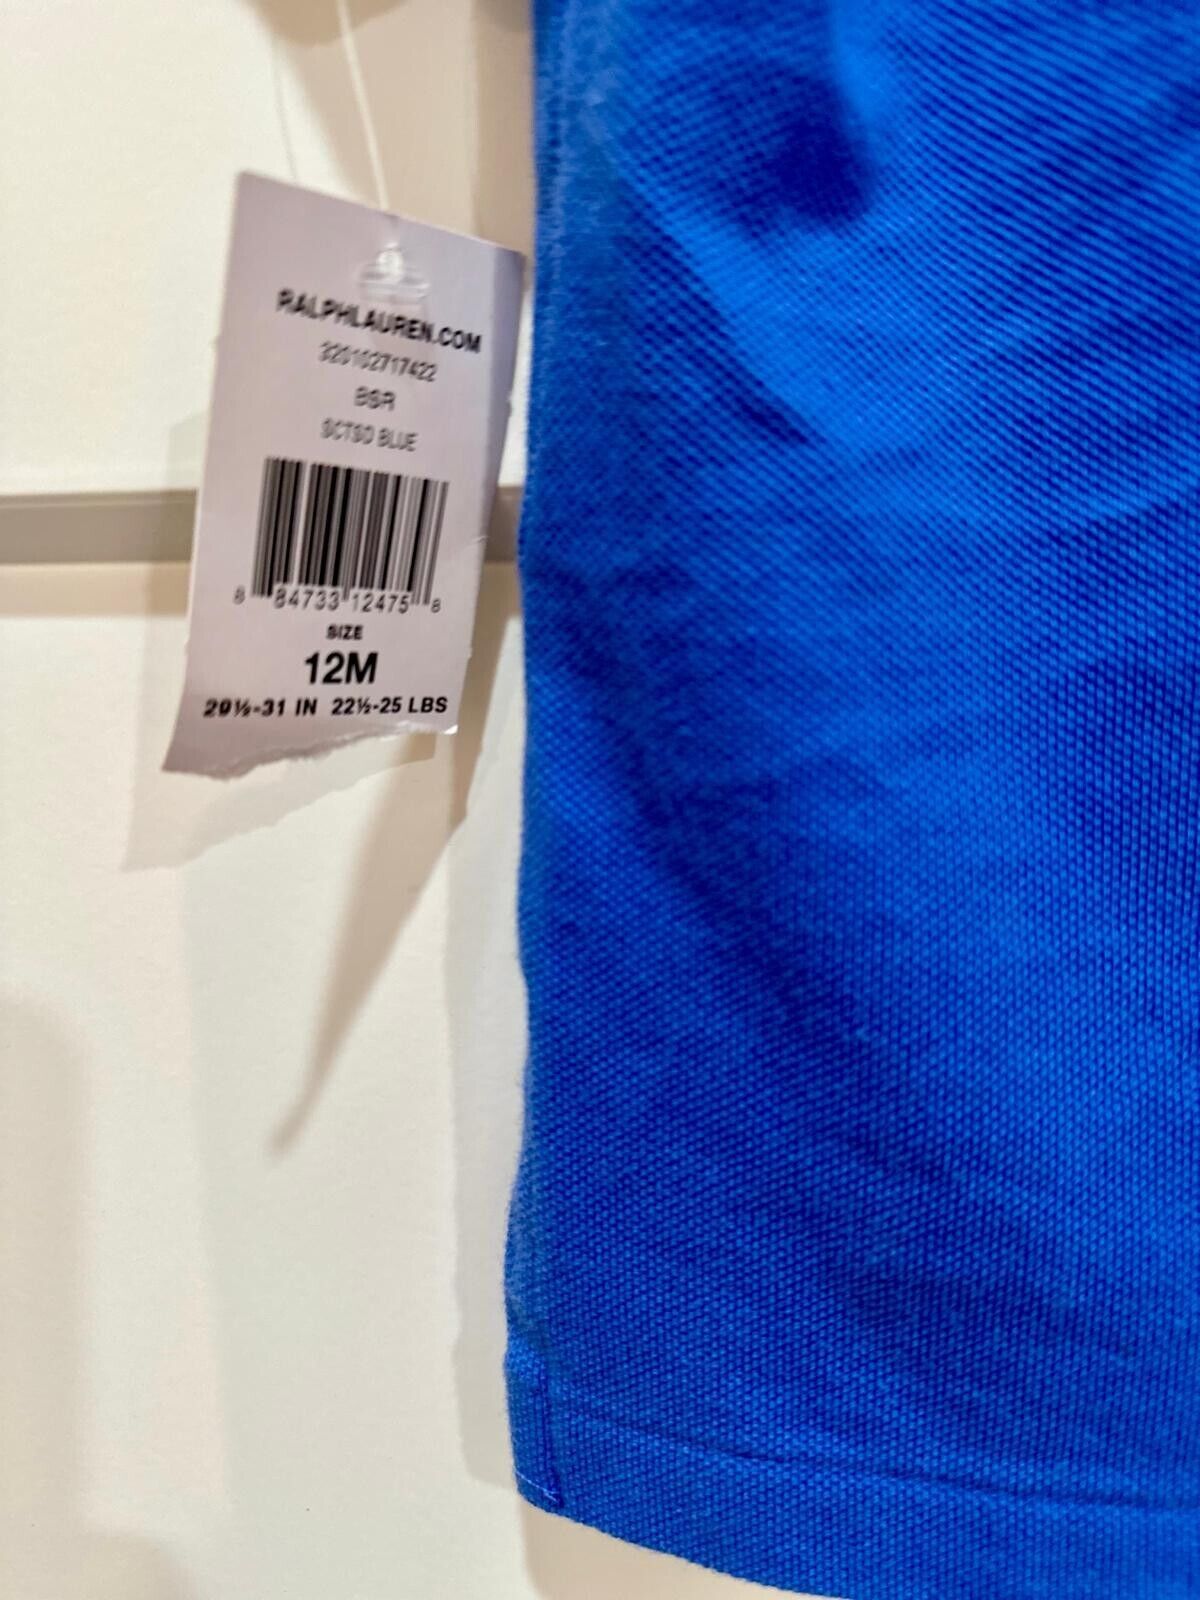 RALPHLAUREN.COM
320102717422
BSR
SCTSD BLUE
8 84733 12475 8
SIZE
12M
29½-31 IN 22½-25 LBS